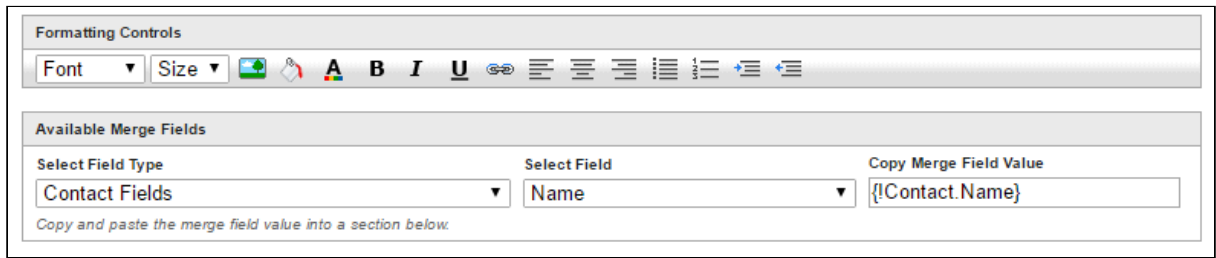 Formatting Controls
Font Size A B I U
Available Merge Fields
Select Field Type Select Field Copy Merge Field Value
Contact Fields Name {!Contact.Name}
Copy and paste the merge field value into a section below.